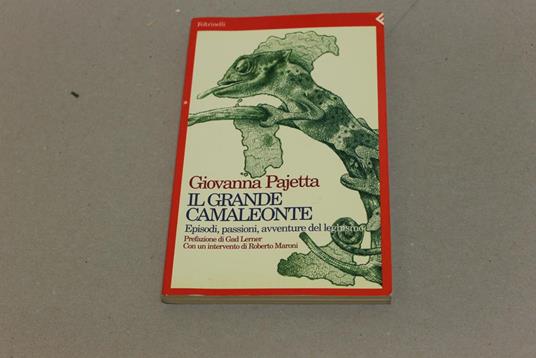 Feltrinelli
Giovanna Pajetta
IL GRANDE
CAMALEONTE
Episodi, passioni, avventure del leghismo
Prefazione di Gad Lerner
Con un intervento di Roberto Maroni